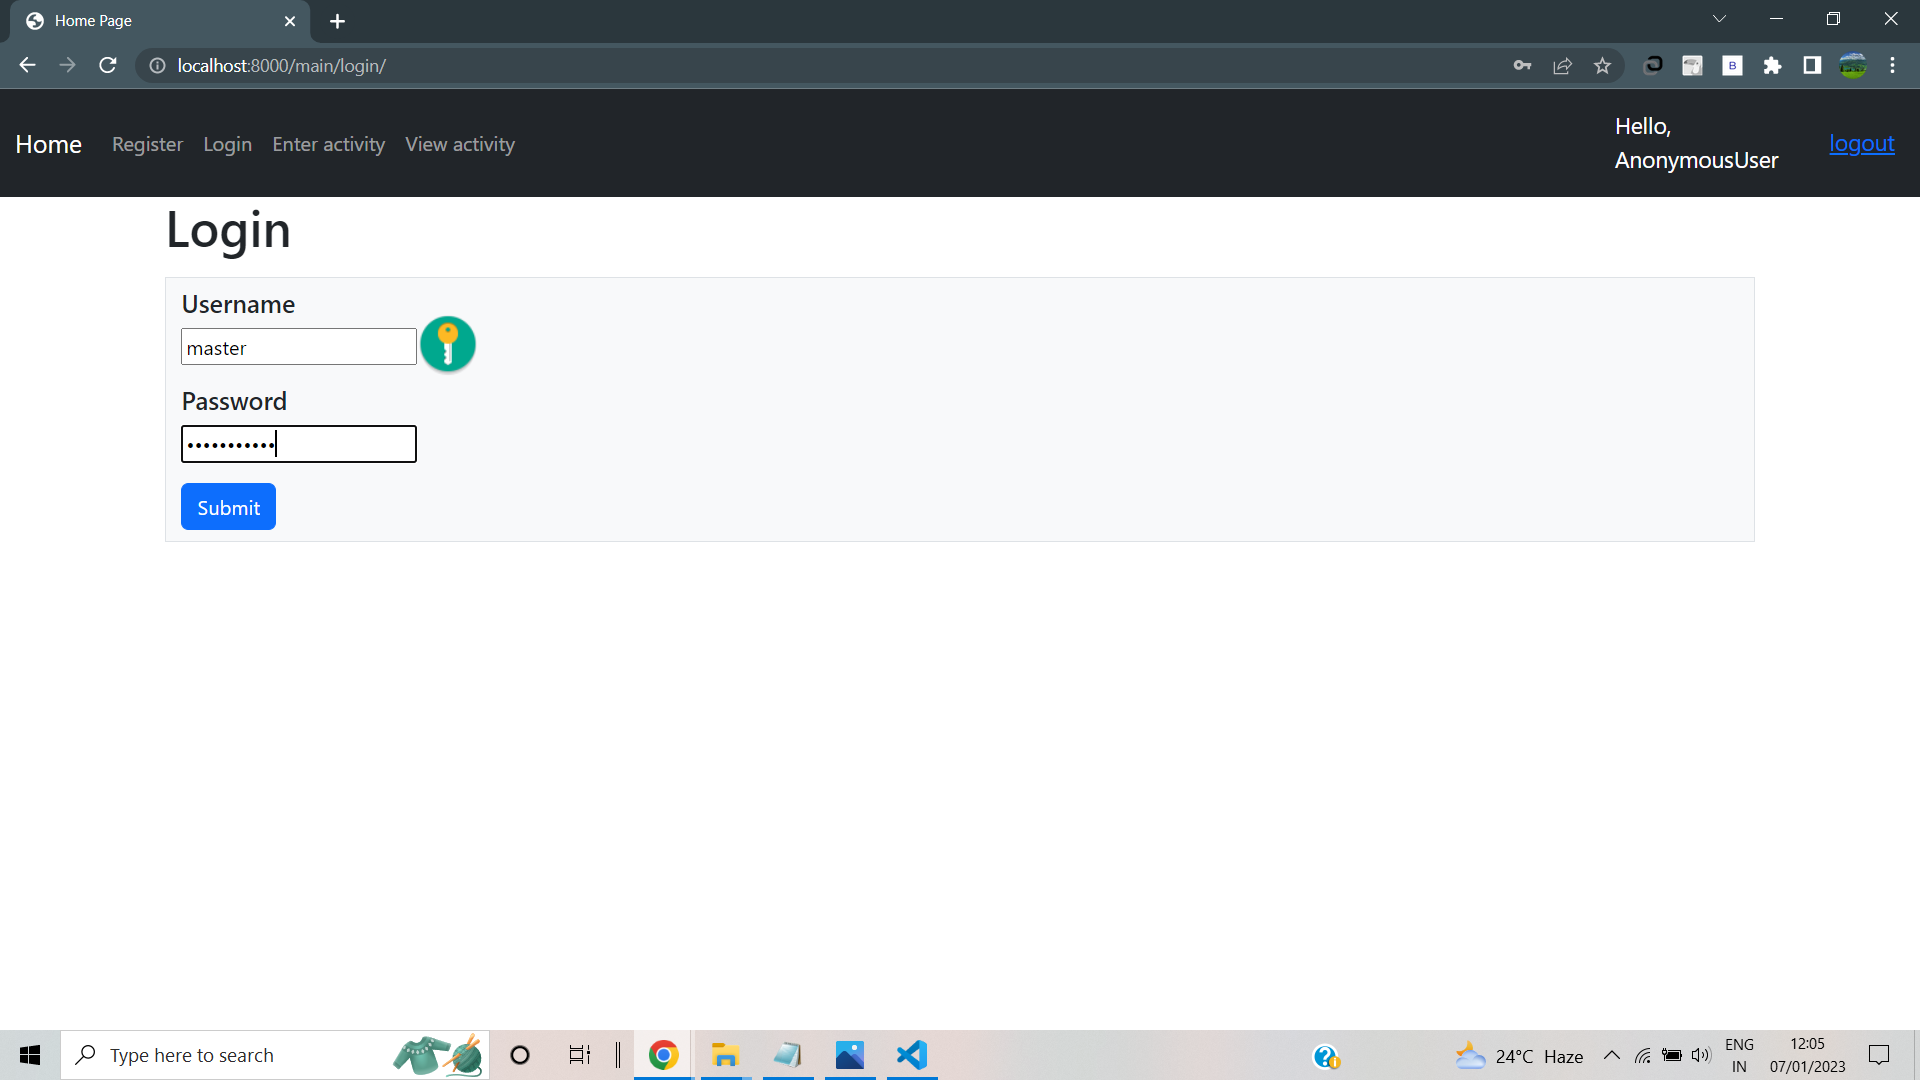 Home Page
localhost:8000/main/login/
B
Home Register Login Enter activity View activity
Hello,
AnonymousUser
logout
Login
Username
master
Password
•••••••••••
Submit
Type here to search
24°C Haze
ENG
IN
12:05
07/01/2023